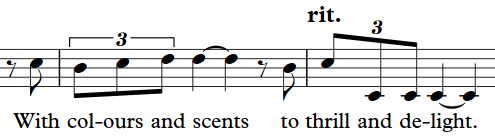 rit.
3 3
With col-ours and scents to thrill and de-light.